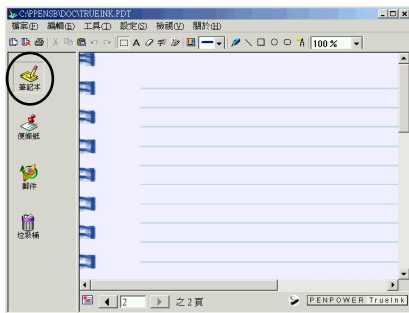 C:\PPENSB\DOC\TRUEINK.PDT
檔案(F) 編輯(E) 工具(T) 設定(S) 檢視(V) 關於(H)
A 100 %
筆記本
便條紙
郵件
垃圾桶
2 之 2 頁 PENPOWER TrueInk